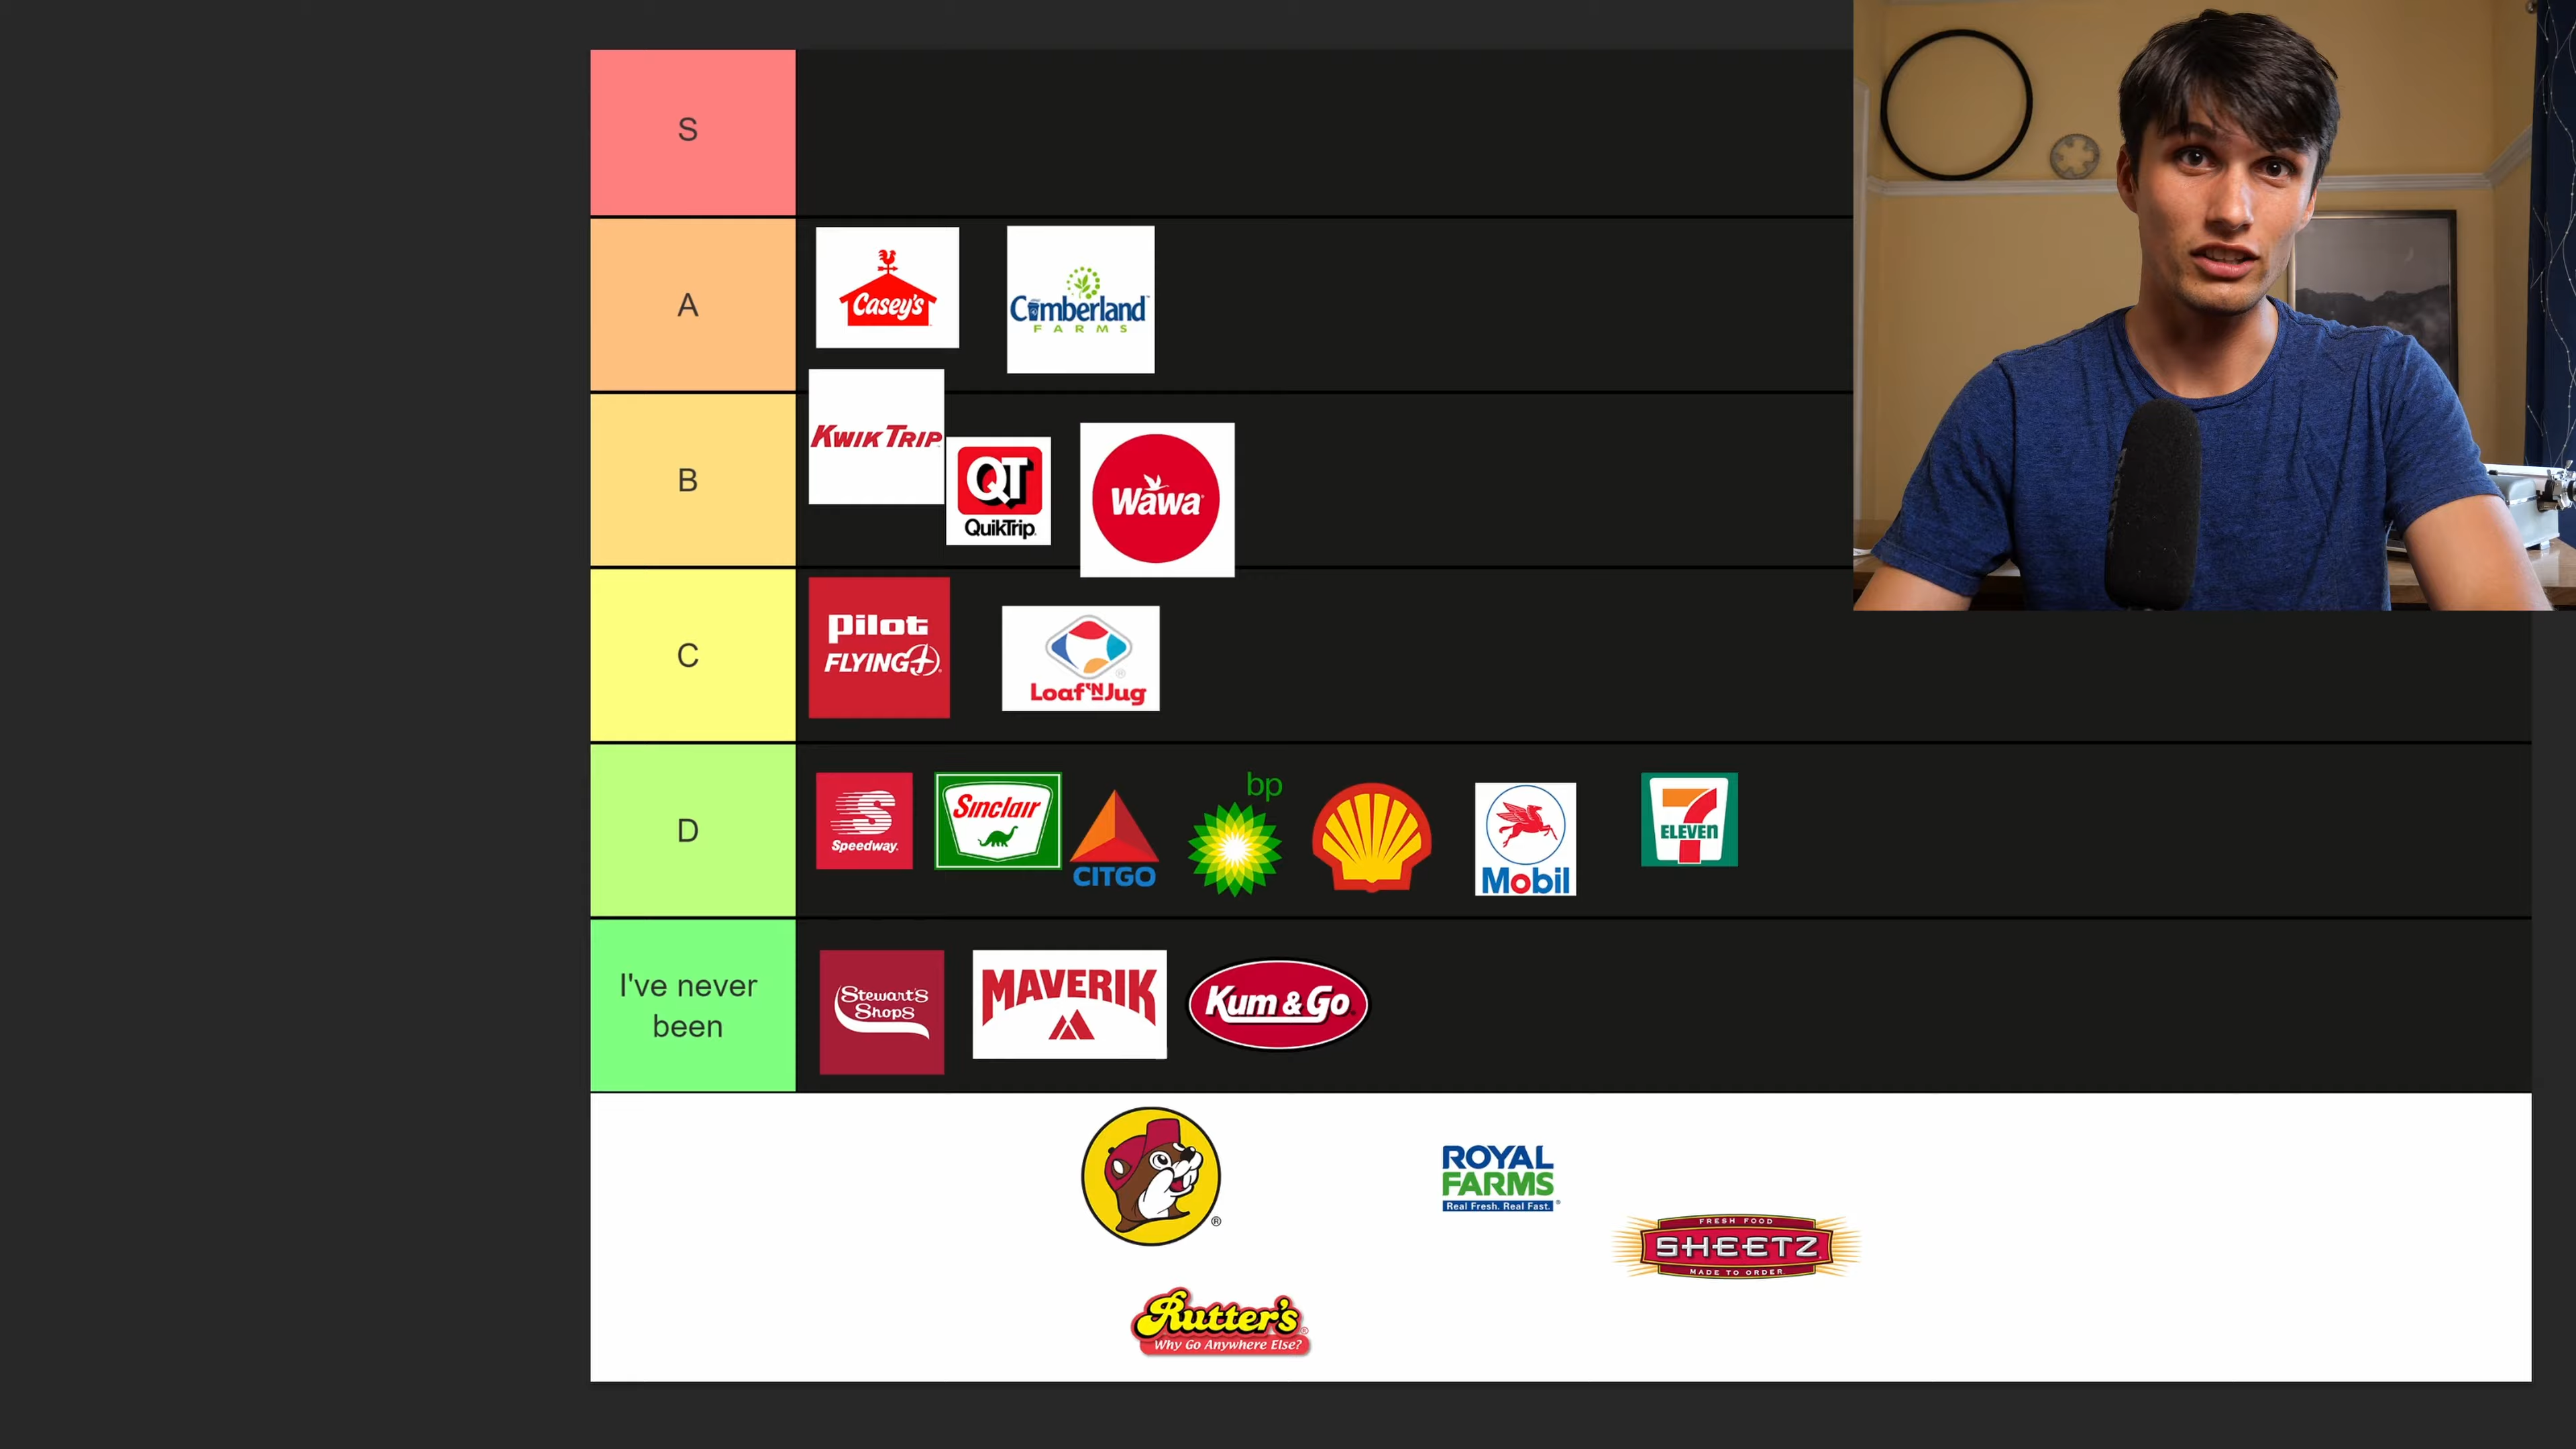 S
A
Casey's
Cumberland
FARMS
B
KWIK TRIP
QT
QuikTrip
Wawa
C
Pilot
FLYING J
Loaf'NJug
D
S
Speedway
Sinclair
CITGO
bp
Mobil
7
ELEVEN
I've never
been
Stewart's
Shops
MAVERIK
Kum & Go
ROYAL
FARMS
Real Fresh. Real Fast.
FRESH FOOD
SHEETZ
MADE TO ORDER
Rutter's
Why Go Anywhere Else?